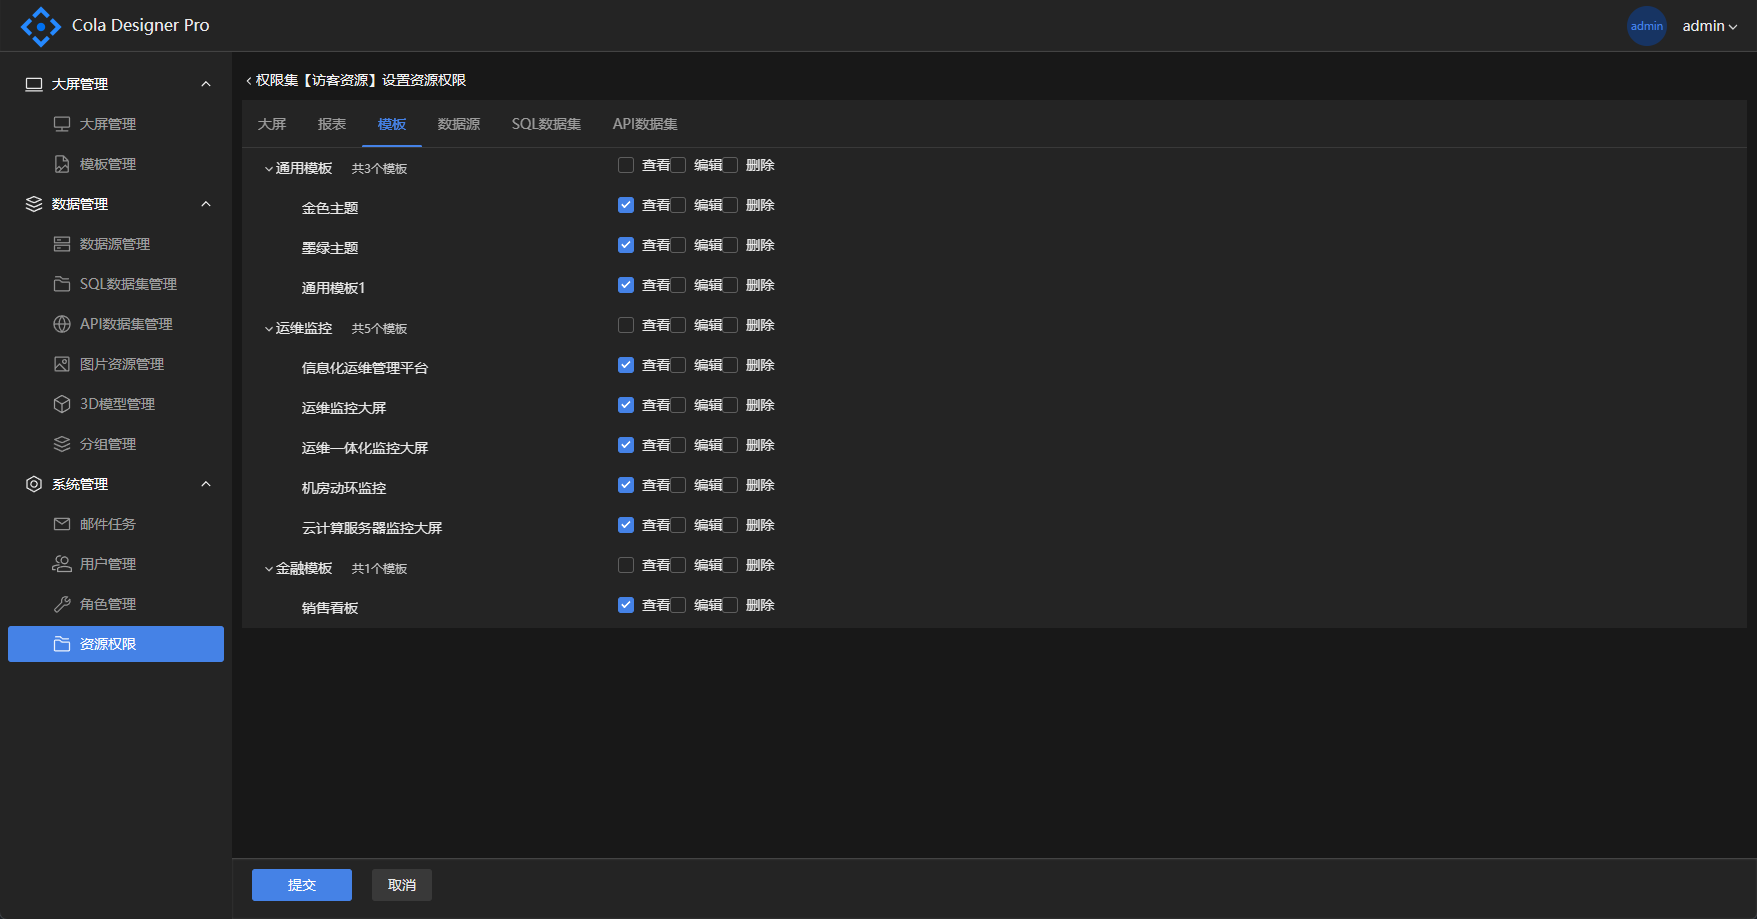 Cola Designer Pro
admin
admin
大屏管理
大屏管理
模板管理
数据管理
数据源管理
SQL数据集管理
API数据集管理
图片资源管理
3D模型管理
分组管理
系统管理
邮件任务
用户管理
角色管理
资源权限
权限集【访客资源】设置资源权限
大屏 报表 模板 数据源 SQL数据集 API数据集
通用模板 共3个模板 查看 编辑 删除
金色主题 查看 编辑 删除
墨绿主题 查看 编辑 删除
通用模板1 查看 编辑 删除
运维监控 共5个模板 查看 编辑 删除
信息化运维管理平台 查看 编辑 删除
运维监控大屏 查看 编辑 删除
运维一体化监控大屏 查看 编辑 删除
机房动环监控 查看 编辑 删除
云计算服务器监控大屏 查看 编辑 删除
金融模板 共1个模板 查看 编辑 删除
销售看板 查看 编辑 删除
提交 取消